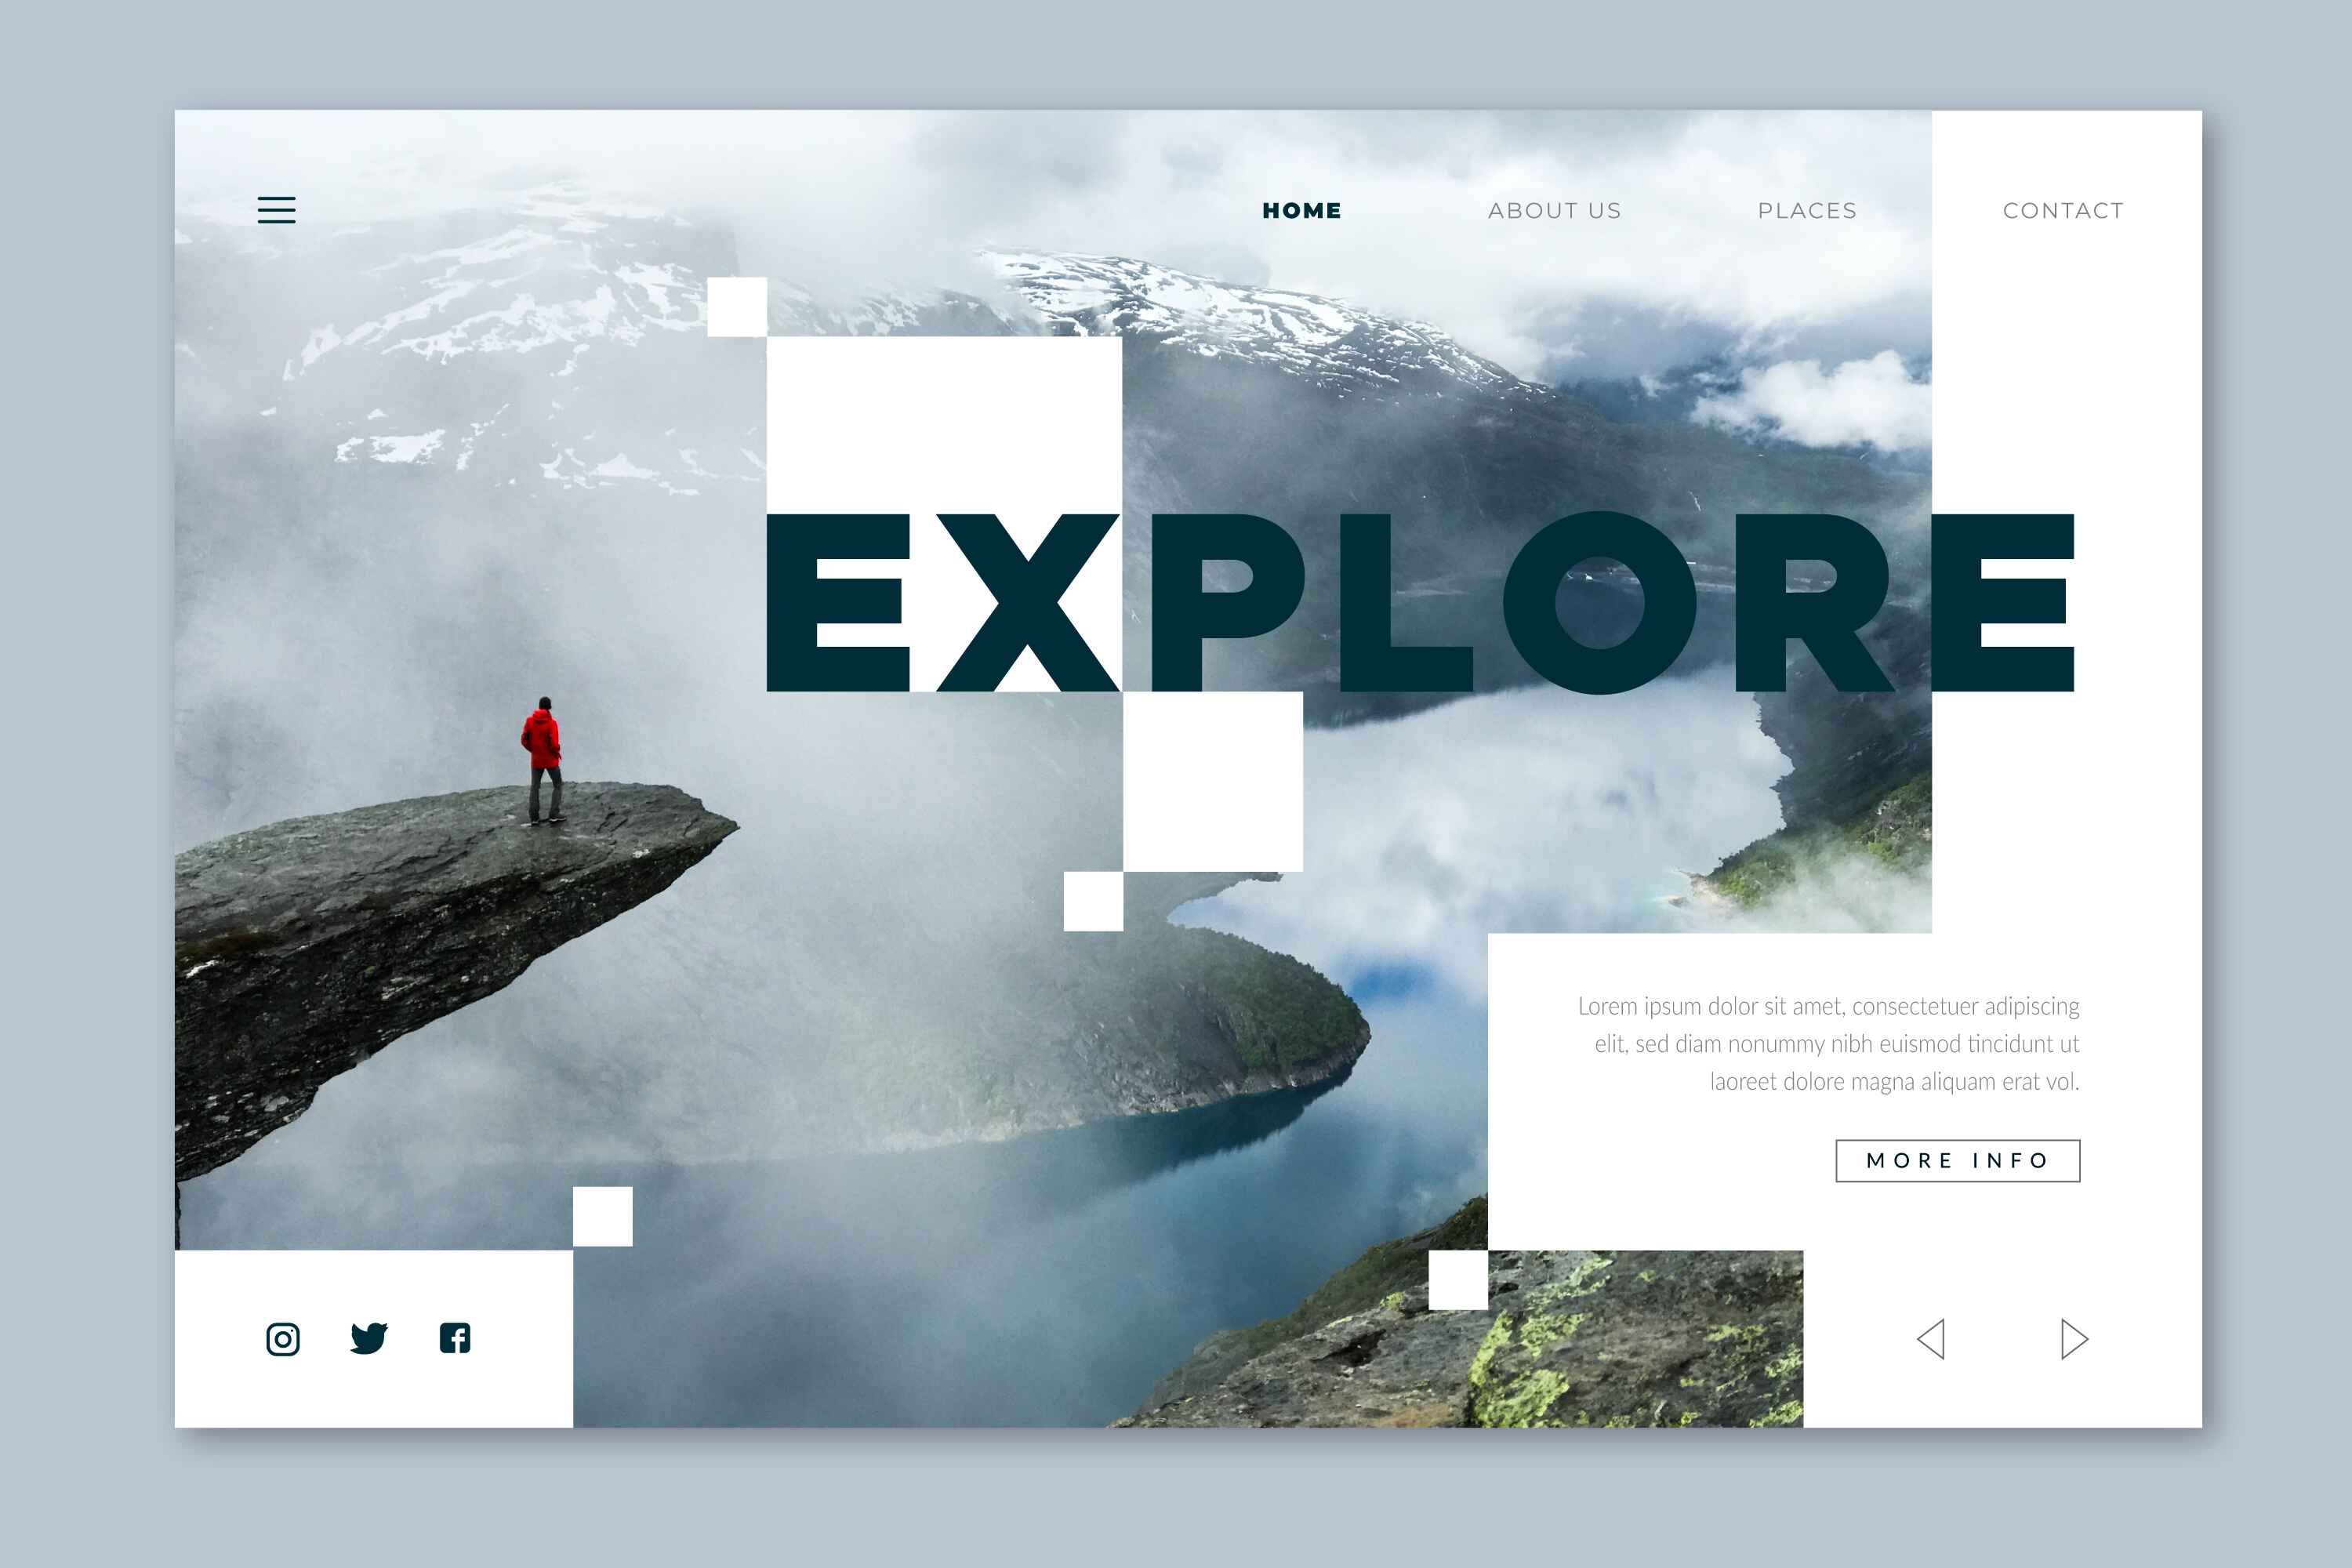 HOME ABOUT US PLACES CONTACT
EXPLORE
Lorem ipsum dolor sit amet, consectetuer adipiscing
elit, sed diam nonummy nibh euismod tincidunt ut
laoreet dolore magna aliquam erat vol.
MORE INFO